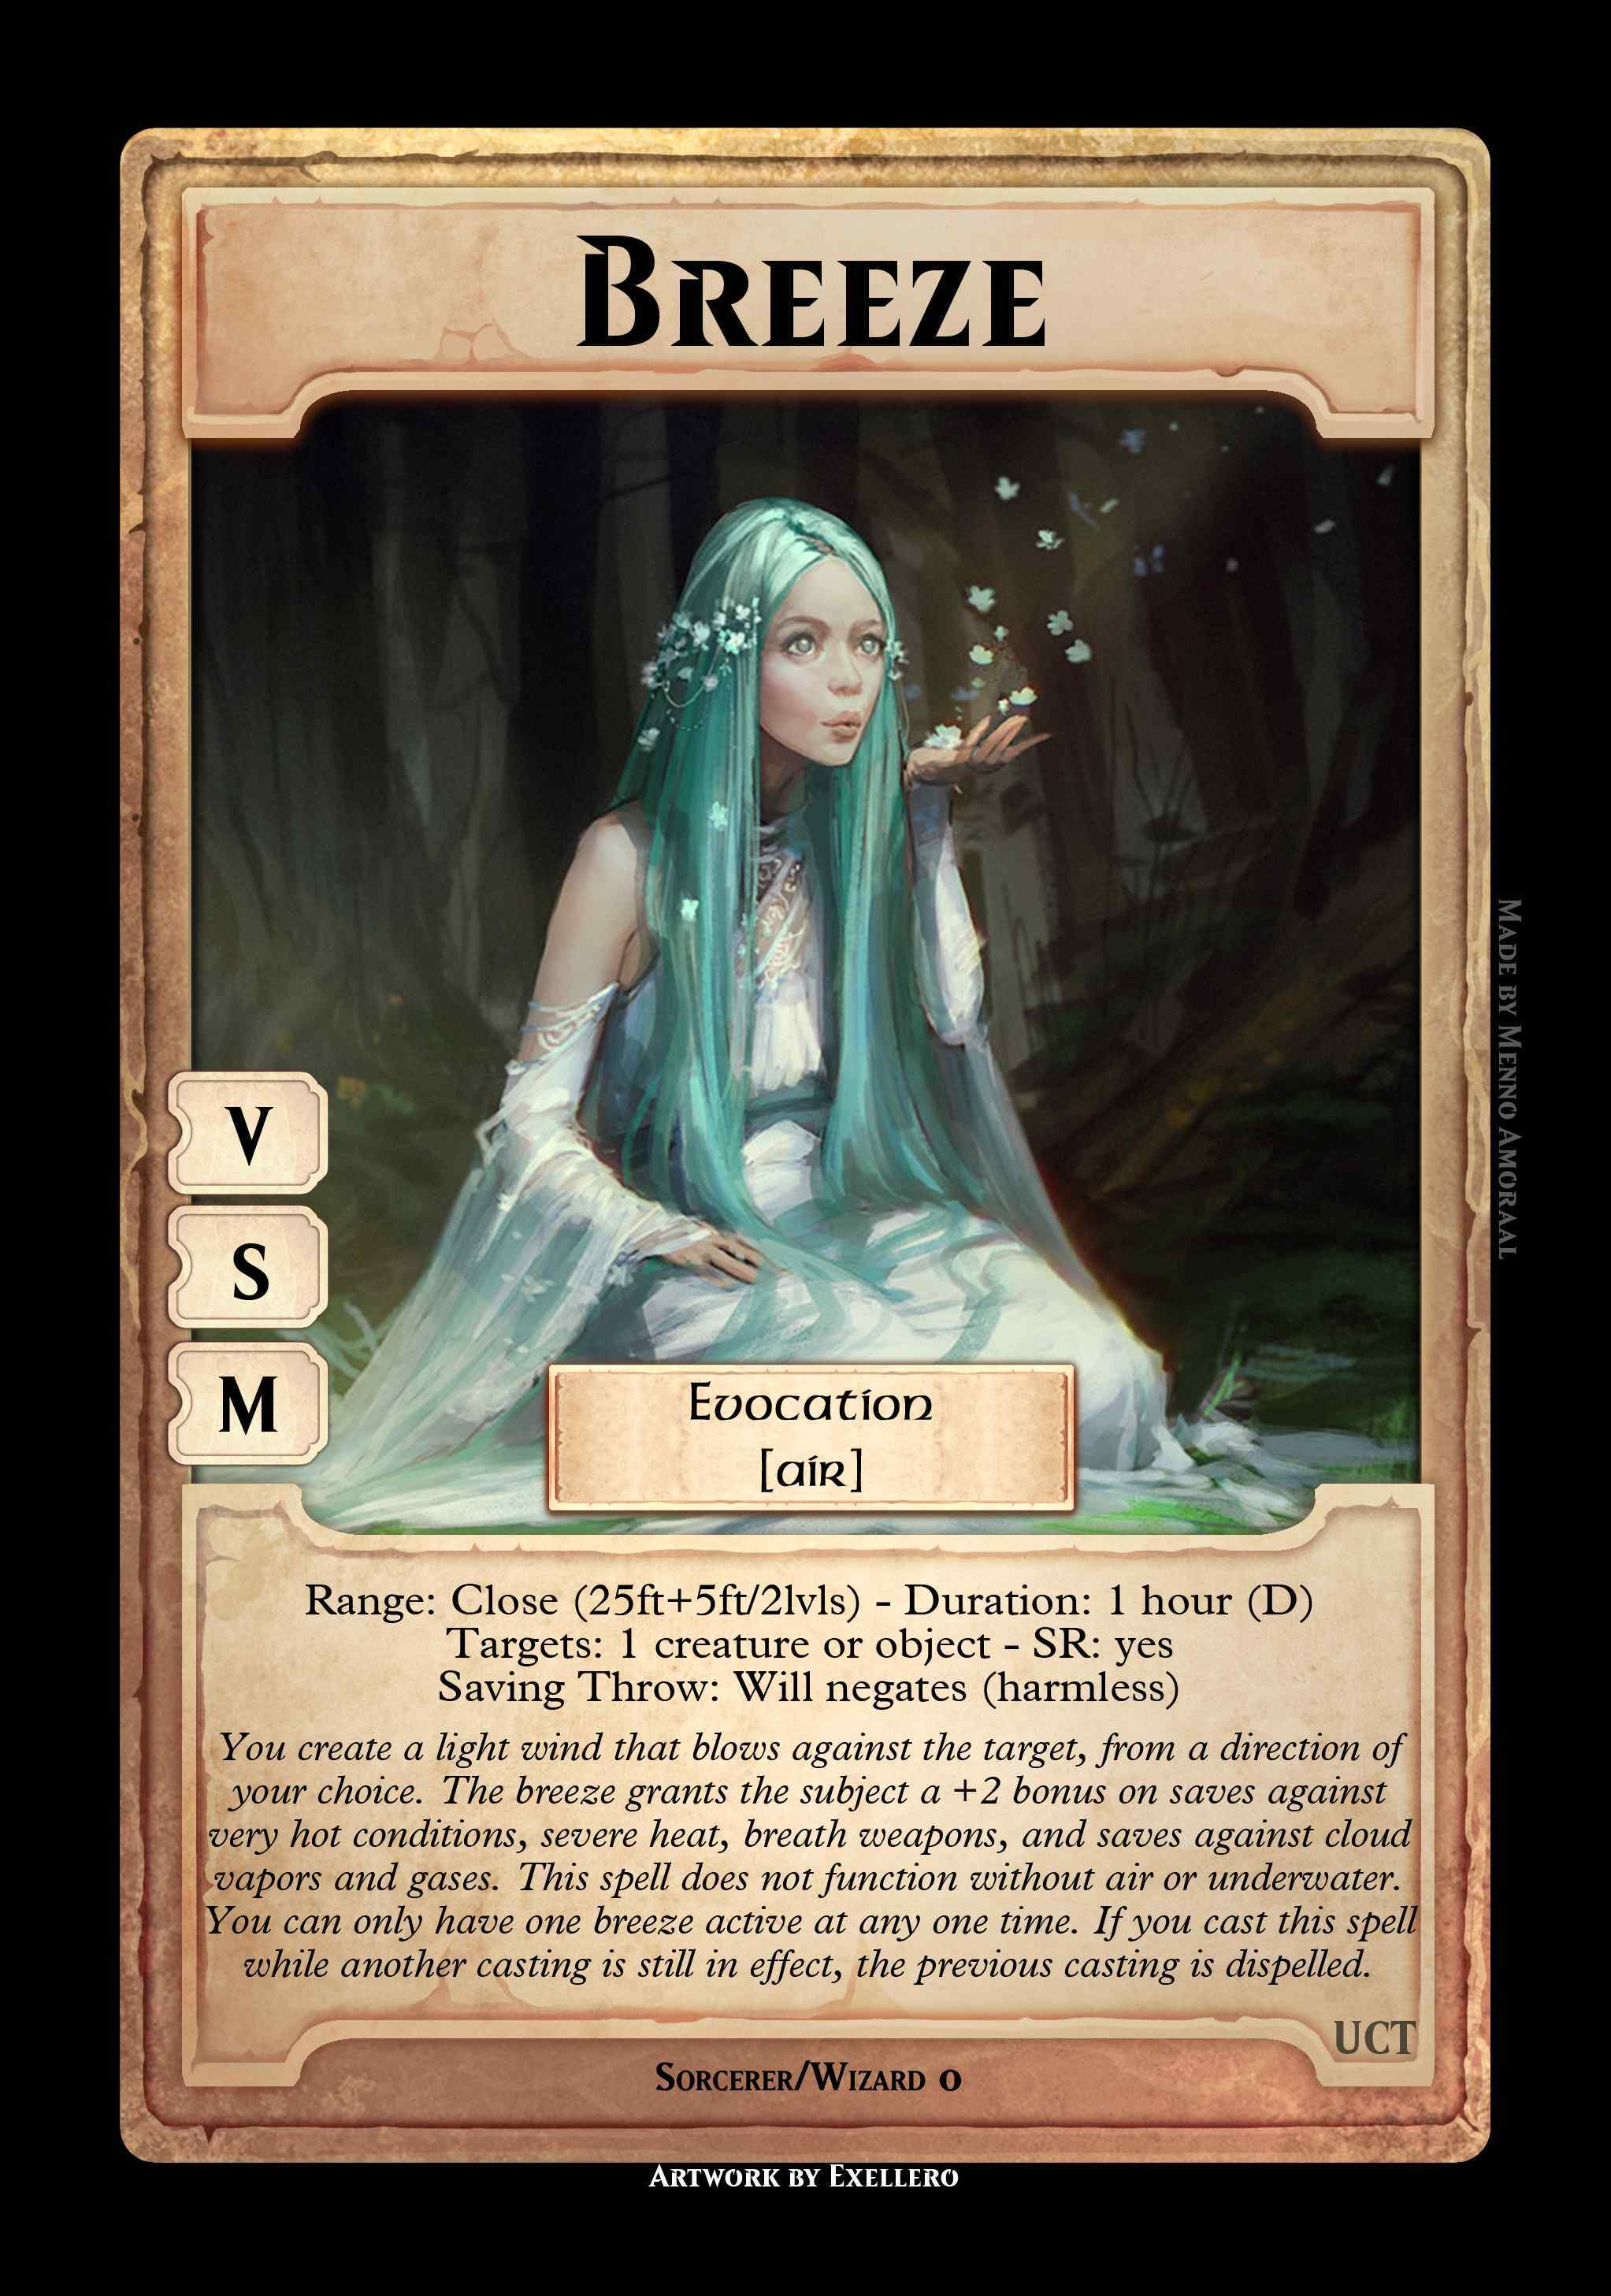 Breeze
V
S
M
Evocation
[air]
Range: Close (25ft+5ft/2lvls) - Duration: 1 hour (D)
Targets: 1 creature or object - SR: yes
Saving Throw: Will negates (harmless)
You create a light wind that blows against the target, from a direction of
your choice. The breeze grants the subject a +2 bonus on saves against
very hot conditions, severe heat, breath weapons, and saves against cloud
vapors and gases. This spell does not function without air or underwater.
You can only have one breeze active at any one time. If you cast this spell
while another casting is still in effect, the previous casting is dispelled.
UCT
Sorcerer/Wizard 0
Artwork by Exellero
Made by Menno Amoraal